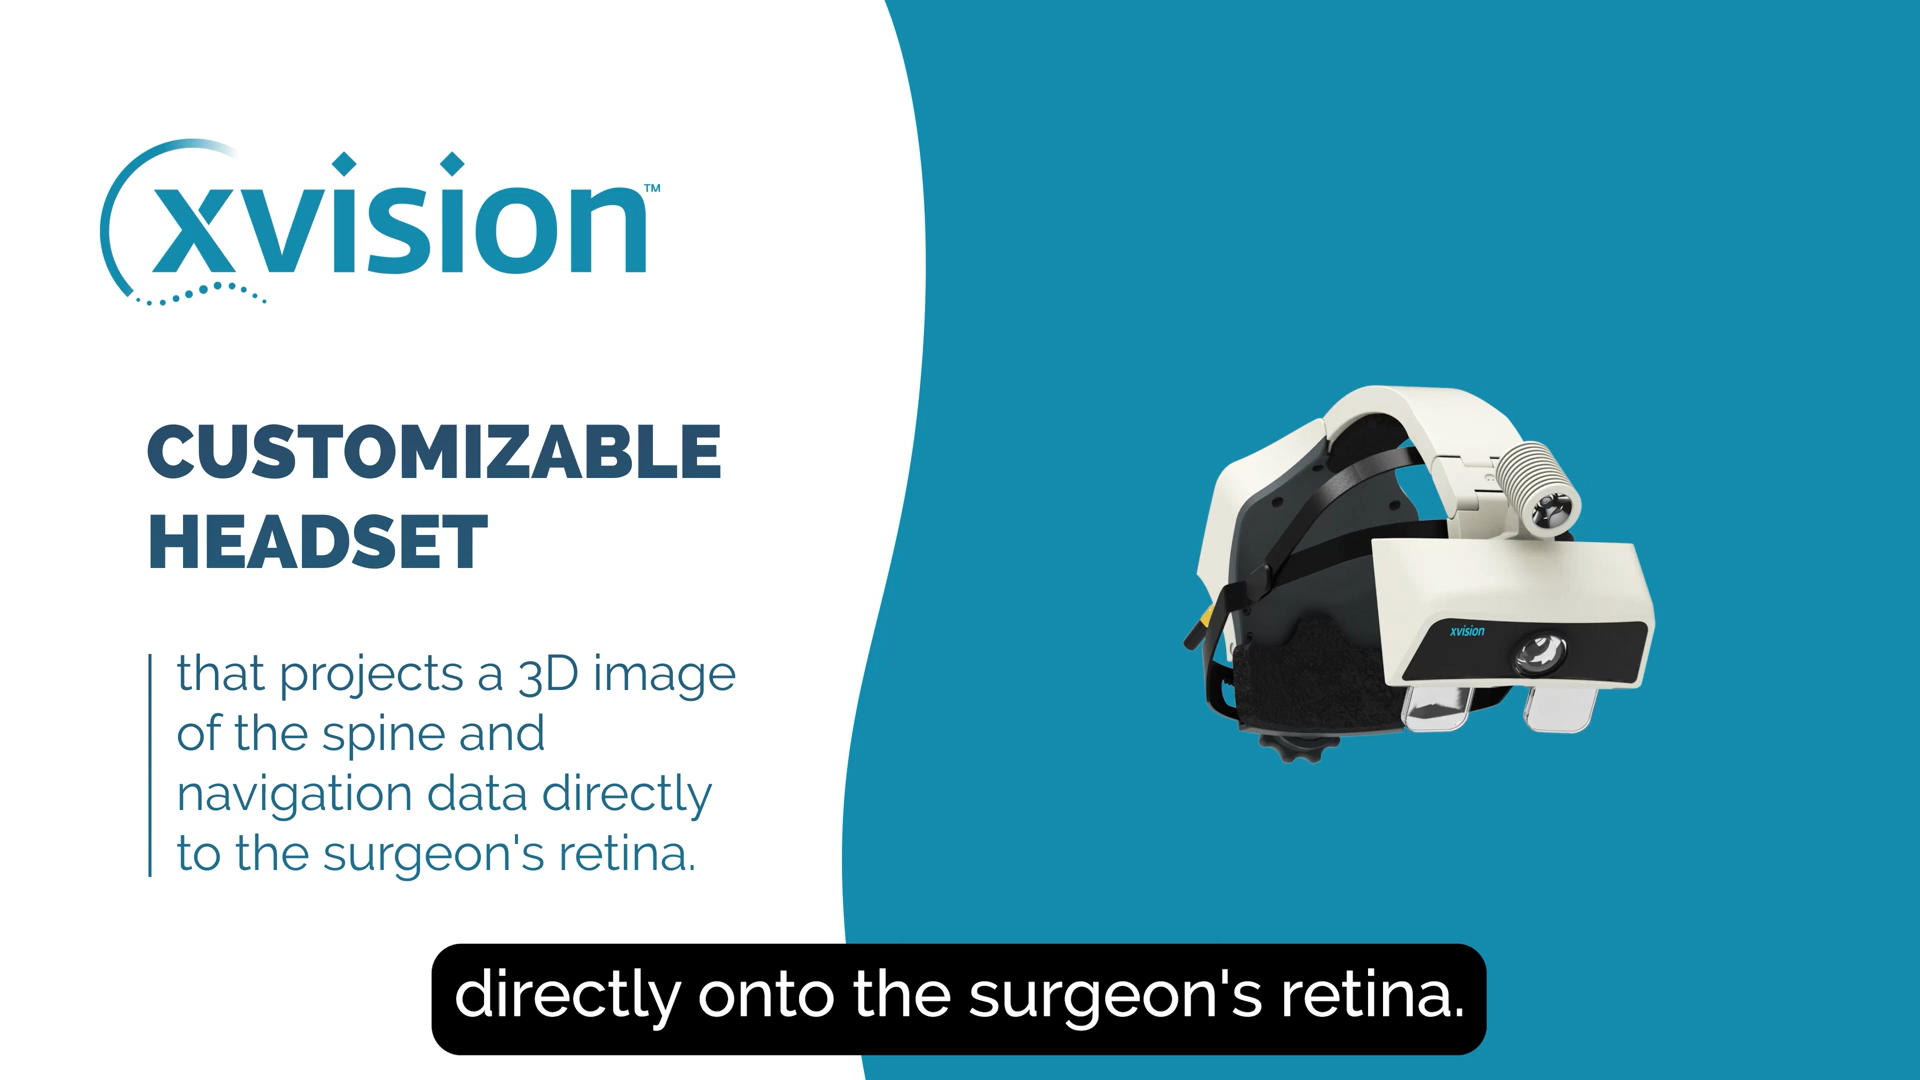 xvision™
CUSTOMIZABLE
HEADSET
that projects a 3D image
of the spine and
navigation data directly
to the surgeon's retina.
xvision
directly onto the surgeon's retina.